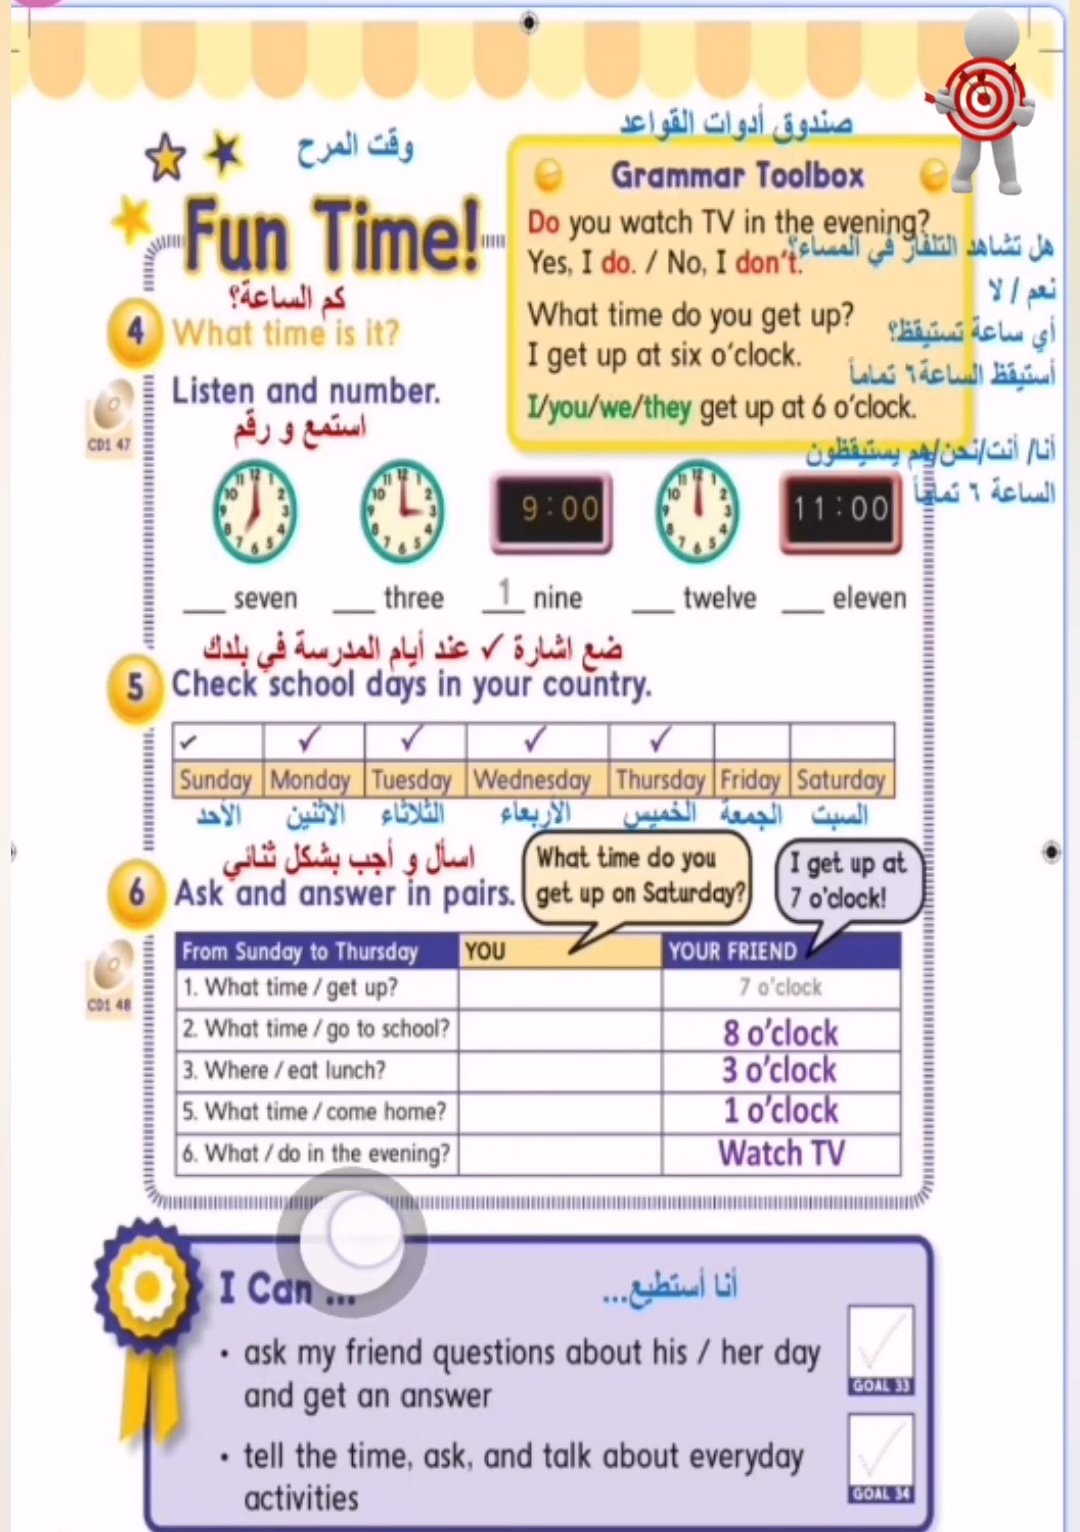 صندوق أدوات القواعد
وقت المرح
Grammar Toolbox
Fun Time!
Do you watch TV in the evening?
هل تشاهد التلفاز في المساء؟
Yes, I do. / No, I don't.
نعم / لا
What time do you get up?
أي ساعة تستيقظ؟
I get up at six o'clock.
أستيقظ الساعة ٦ تماماً
I/you/we/they get up at 6 o'clock.
أنا/ أنت/نحن/هم يستيقظون
الساعة ٦ تماماً
كم الساعة؟
4 What time is it?
Listen and number.
CD1 47
استمع و رقم
9:00
11:00
___ seven ___ three 1 nine ___ twelve ___ eleven
ضع اشارة ✓ عند أيام المدرسة في بلدك
5 Check school days in your country.
✓ ✓ ✓ ✓ ✓
Sunday Monday Tuesday Wednesday Thursday Friday Saturday
الأحد الاثنين الثلاثاء الأربعاء الخميس الجمعة السبت
اسأل و أجب بشكل ثنائي
6 Ask and answer in pairs.
What time do you
get up on Saturday?
I get up at
7 o'clock!
CD1 48
From Sunday to Thursday YOU YOUR FRIEND
1. What time / get up? 7 o'clock
2. What time / go to school? 8 o'clock
3. Where / eat lunch? 3 o'clock
5. What time / come home? 1 o'clock
6. What / do in the evening? Watch TV
I Can ...
أنا أستطيع...
• ask my friend questions about his / her day
and get an answer
GOAL 33
• tell the time, ask, and talk about everyday
activities
GOAL 34